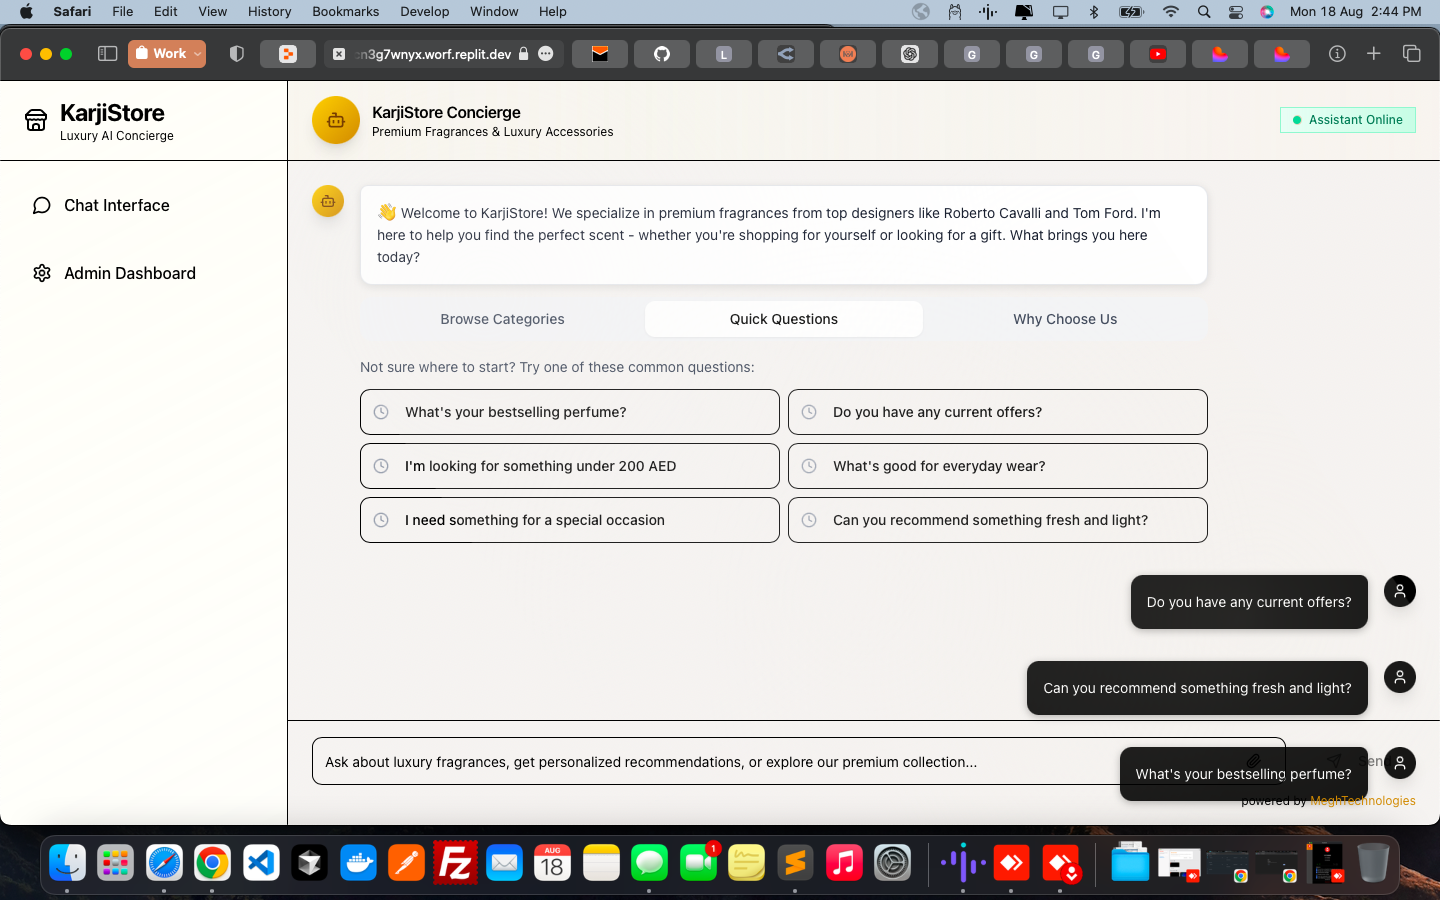 Safari File Edit View History Bookmarks Develop Window Help Mon 18 Aug 2:44 PM
Work
n3g7wnyx.worf.replit.dev
L
G
G
G
KarjiStore
Luxury AI Concierge
Chat Interface
Admin Dashboard
KarjiStore Concierge
Premium Fragrances & Luxury Accessories
Assistant Online
👋 Welcome to KarjiStore! We specialize in premium fragrances from top designers like Roberto Cavalli and Tom Ford. I'm
here to help you find the perfect scent - whether you're shopping for yourself or looking for a gift. What brings you here
today?
Browse Categories
Quick Questions
Why Choose Us
Not sure where to start? Try one of these common questions:
What's your bestselling perfume?
Do you have any current offers?
I'm looking for something under 200 AED
What's good for everyday wear?
I need something for a special occasion
Can you recommend something fresh and light?
Do you have any current offers?
Can you recommend something fresh and light?
Ask about luxury fragrances, get personalized recommendations, or explore our premium collection...
What's your bestselling perfume?
Send
powered by MeghTechnologies
Fz
AUG
18
1